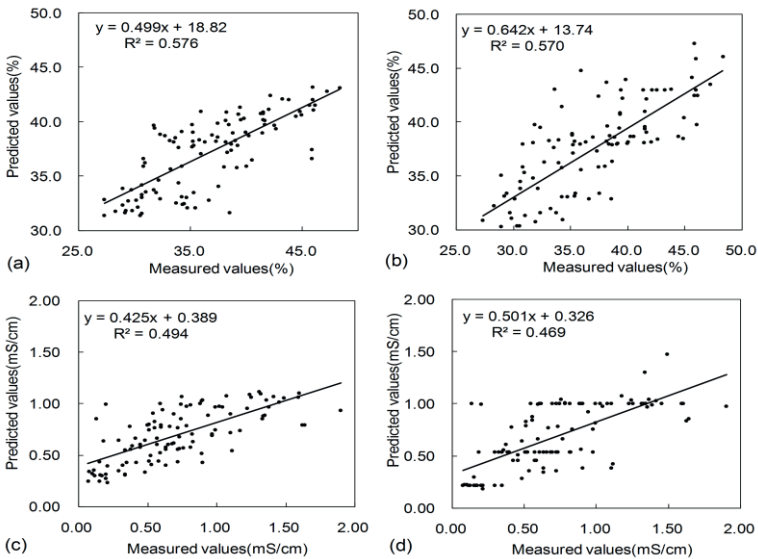 y = 0.499x + 18.82
R² = 0.576
50.0
45.0
40.0
35.0
30.0
25.0
35.0
45.0
Predicted values(%)
Measured values(%)
(a)
y = 0.642x + 13.74
R² = 0.570
50.0
45.0
40.0
35.0
30.0
25.0
30.0
35.0
40.0
45.0
50.0
Predicted values(%)
Measured values(%)
(b)
y = 0.425x + 0.389
R² = 0.494
2.00
1.50
1.00
0.50
0.00
0.00
0.50
1.00
1.50
2.00
Predicted values(mS/cm)
Measured values(mS/cm)
(c)
y = 0.501x + 0.326
R² = 0.469
2.00
1.50
1.00
0.50
0.00
0.00
0.50
1.00
1.50
2.00
Predicted values(mS/cm)
Measured values(mS/cm)
(d)